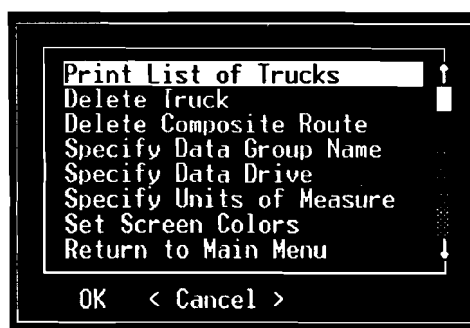 Print List of Trucks
Delete Truck
Delete Composite Route
Specify Data Group Name
Specify Data Drive
Specify Units of Measure
Set Screen Colors
Return to Main Menu
OK < Cancel >